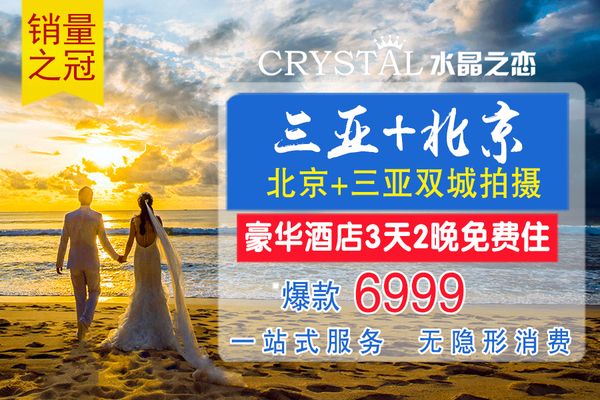 销量
之冠
CRYSTAL 水晶之恋
三亚+北京
北京+三亚双城拍摄
豪华酒店3天2晚免费住
爆款 6999
一站式服务 无隐形消费